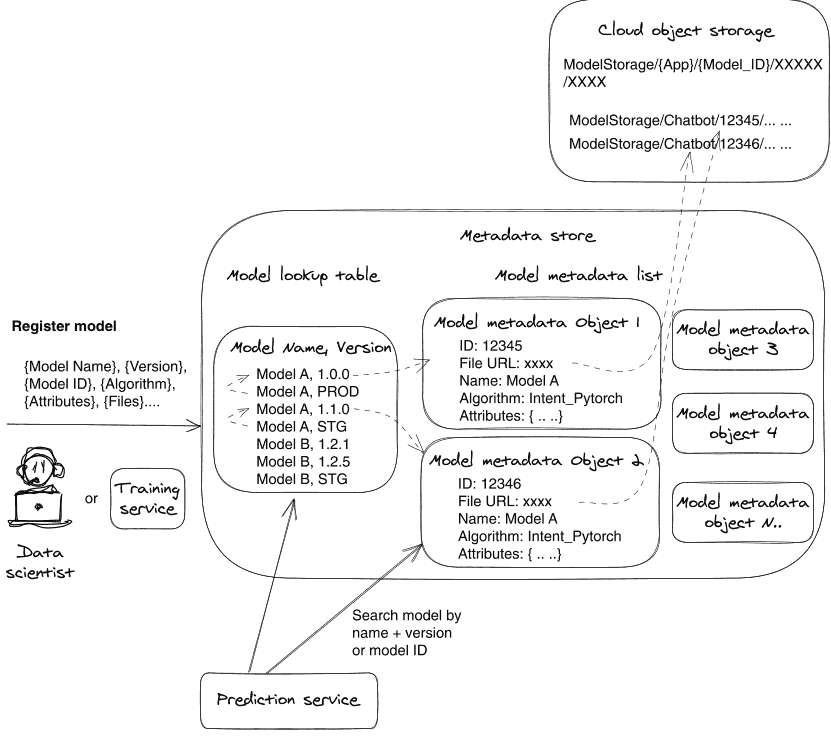 Cloud object storage
ModelStorage/{App}/{Model_ID}/XXXXX
/XXXX
ModelStorage/Chatbot/12345/... ...
ModelStorage/Chatbot/12346/... ...
Metadata store
Model lookup table
Model metadata list
Register model
{Model Name}, {Version},
{Model ID}, {Algorithm},
{Attributes}, {Files}....
Data
scientist
or
Training
service
Model Name, Version
Model A, 1.0.0
Model A, PROD
Model A, 1.1.0
Model A, STG
Model B, 1.2.1
Model B, 1.2.5
Model B, STG
Model metadata Object 1
ID: 12345
File URL: xxxx
Name: Model A
Algorithm: Intent_Pytorch
Attributes: { .. ..}
Model metadata Object 2
ID: 12346
File URL: xxxx
Name: Model A
Algorithm: Intent_Pytorch
Attributes: { .. ..}
Model metadata
object 3
Model metadata
object 4
Model metadata
object N..
Search model by
name + version
or model ID
Prediction service